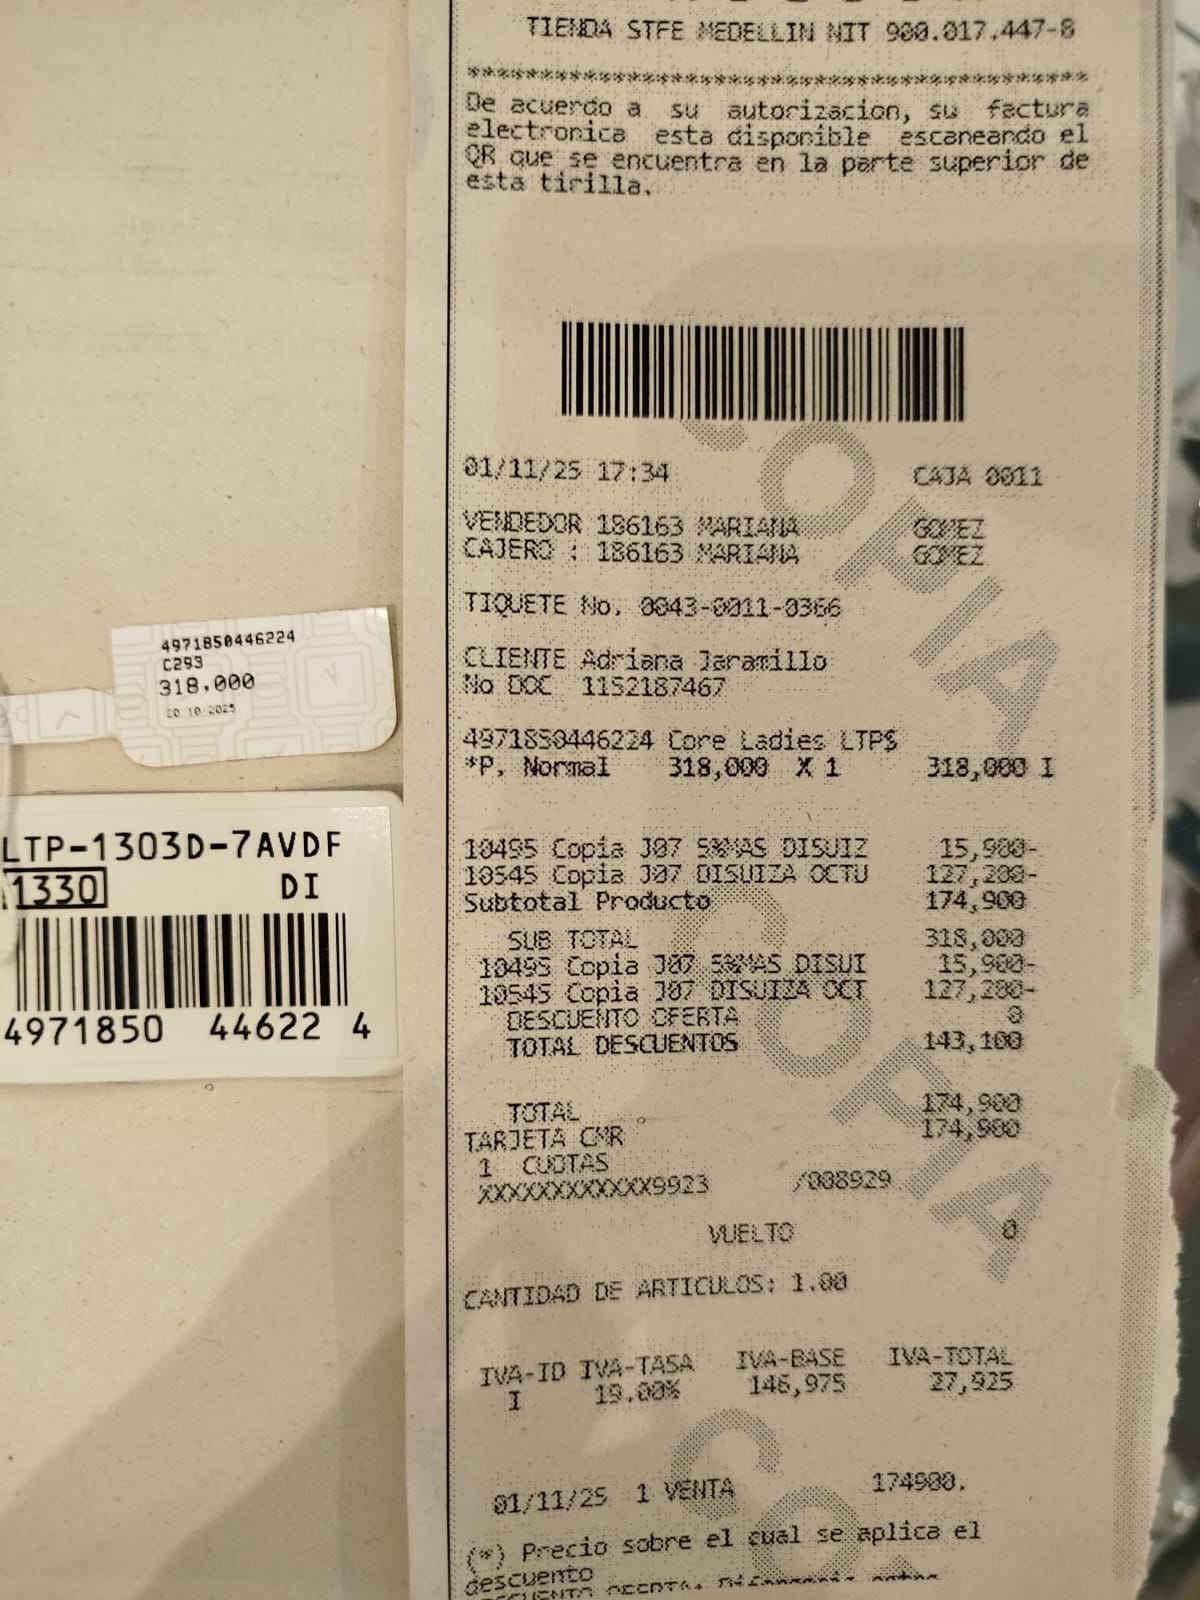 TIENDA STFE MEDELLIN NIT 900.017.447-8
****************************************************
De acuerdo a su autorizacion, su factura
electronica esta disponible escaneando el
QR que se encuentra en la parte superior de
esta tirilla.
01/11/25 17:34 CAJA 0011
VENDEDOR 186163 MARIANA GOMEZ
CAJERO : 186163 MARIANA GOMEZ
TIQUETE No. 0043-0011-0366
CLIENTE Adriana Jaramillo
No DOC 1152187467
4971850446224 Core Ladies LTP$
*P. Normal 318,000 X 1 318,000 I
10495 Copia J07 5%MAS DISUIZ 15,900-
10545 Copia J07 DISUIZA OCTU 127,200-
Subtotal Producto 174,900
SUB TOTAL 318,000
10495 Copia J07 5%MAS DISUI 15,900-
10545 Copia J07 DISUIZA OCT 127,200-
DESCUENTO OFERTA 0
TOTAL DESCUENTOS 143,100
TOTAL 174,900
TARJETA CMR 174,900
1 CUOTAS
XXXXXXXXXXXX9923 /008929
VUELTO 0
CANTIDAD DE ARTICULOS: 1.00
IVA-ID IVA-TASA IVA-BASE IVA-TOTAL
I 19.00% 146,975 27,925
01/11/25 1 VENTA 174900.
(*) Precio sobre el cual se aplica el
descuento
COPIA
COPIA
4971850446224
C293
318.000
20 10 2025
LTP-1303D-7AVDF
1330 DI
4971850 44622 4